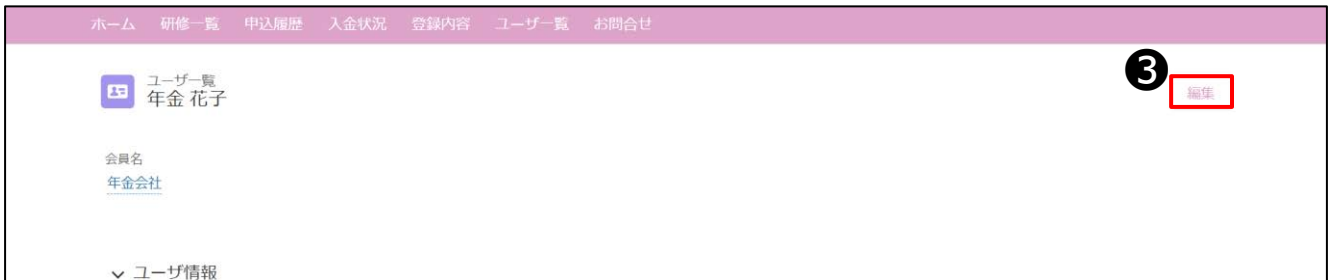 ホーム 研修一覧 申込履歴 入金状況 登録内容 ユーザ一覧 お問合せ
❸
ユーザ一覧
年金 花子
編集
会員名
年金会社
ユーザ情報